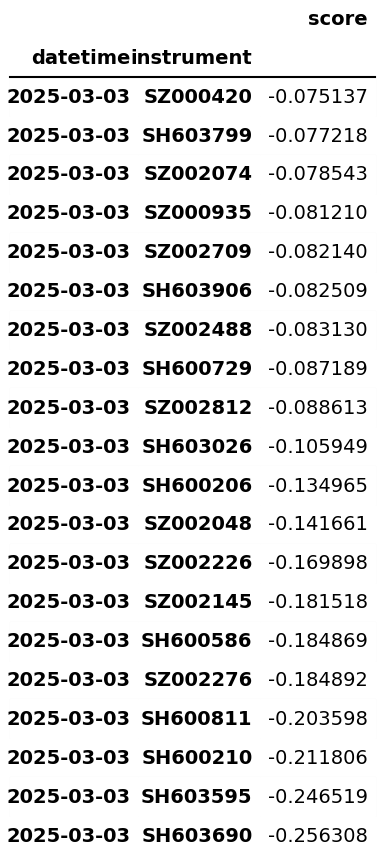 score
datetime instrument
2025-03-03 SZ000420 -0.075137
2025-03-03 SH603799 -0.077218
2025-03-03 SZ002074 -0.078543
2025-03-03 SZ000935 -0.081210
2025-03-03 SZ002709 -0.082140
2025-03-03 SH603906 -0.082509
2025-03-03 SZ002488 -0.083130
2025-03-03 SH600729 -0.087189
2025-03-03 SZ002812 -0.088613
2025-03-03 SH603026 -0.105949
2025-03-03 SH600206 -0.134965
2025-03-03 SZ002048 -0.141661
2025-03-03 SZ002226 -0.169898
2025-03-03 SZ002145 -0.181518
2025-03-03 SH600586 -0.184869
2025-03-03 SZ002276 -0.184892
2025-03-03 SH600811 -0.203598
2025-03-03 SH600210 -0.211806
2025-03-03 SH603595 -0.246519
2025-03-03 SH603690 -0.256308